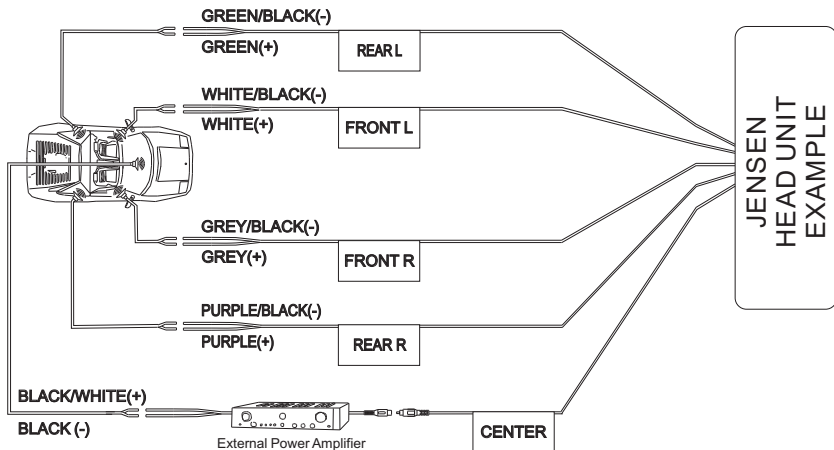 GREEN/BLACK(-)
GREEN(+)
REAR L
WHITE/BLACK(-)
WHITE(+)
FRONT L
GREY/BLACK(-)
GREY(+)
FRONT R
PURPLE/BLACK(-)
PURPLE(+)
REAR R
BLACK/WHITE(+)
BLACK (-)
External Power Amplifier
CENTER
JENSEN
HEAD UNIT
EXAMPLE